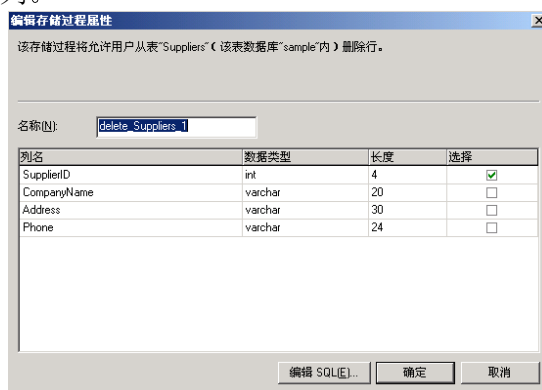 编辑存储过程属性
该存储过程将允许用户从表"Suppliers"（该表数据库"sample"内）删除行。
名称(N): delete_Suppliers_1
列名 数据类型 长度 选择
SupplierID int 4
CompanyName varchar 20
Address varchar 30
Phone varchar 24
编辑 SQL(E)... 确定 取消